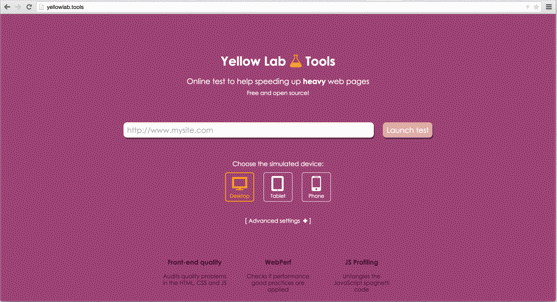 yellowlab.tools
Yellow Lab Tools
Online test to help speeding up heavy web pages
Free and open source!
http://www.mysite.com
Launch test
Choose the simulated device:
Desktop
Tablet
Phone
[ Advanced settings + ]
Front-end quality
WebPerf
JS Profiling
Audits quality problems
in the HTML, CSS and JS
Checks if performance
good practices are
applied
Untangles the
JavaScript spaghetti
code